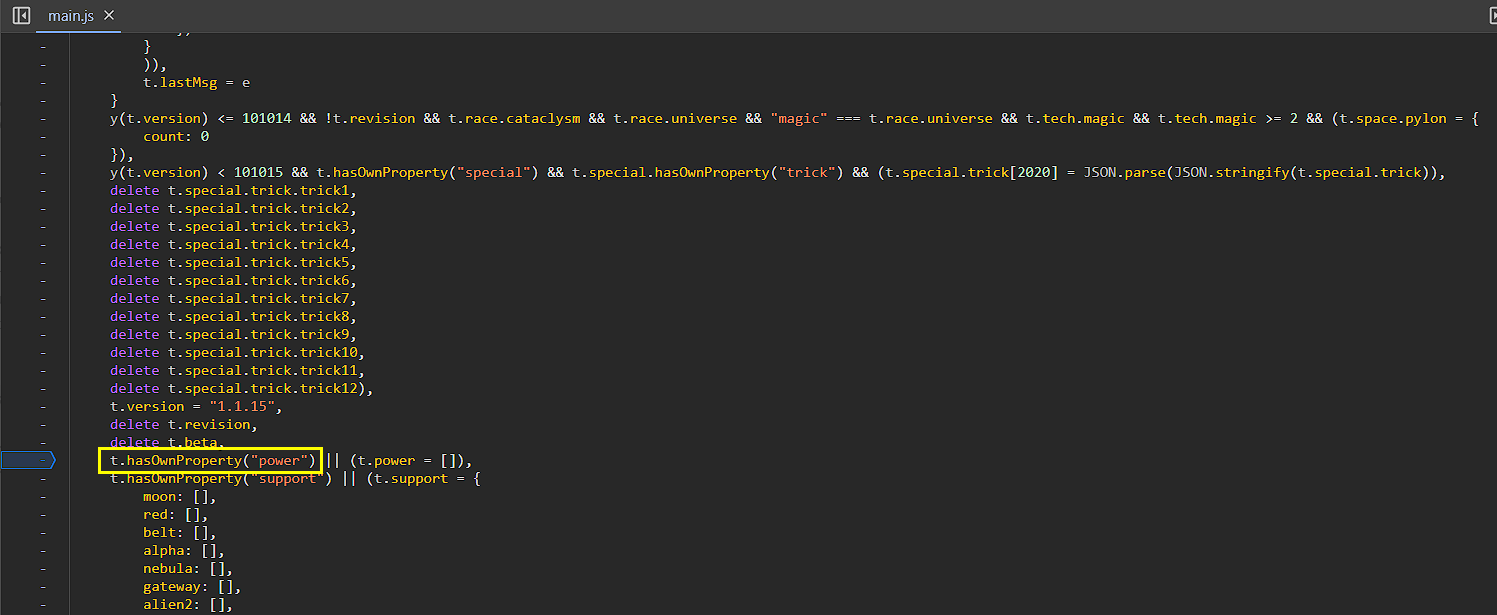 main.js ×
}
)),
t.lastMsg = e
}
y(t.version) <= 101014 && !t.revision && t.race.cataclysm && t.race.universe && "magic" === t.race.universe && t.tech.magic && t.tech.magic >= 2 && (t.space.pylon = {
count: 0
}),
y(t.version) < 101015 && t.hasOwnProperty("special") && t.special.hasOwnProperty("trick") && (t.special.trick[2020] = JSON.parse(JSON.stringify(t.special.trick)),
delete t.special.trick.trick1,
delete t.special.trick.trick2,
delete t.special.trick.trick3,
delete t.special.trick.trick4,
delete t.special.trick.trick5,
delete t.special.trick.trick6,
delete t.special.trick.trick7,
delete t.special.trick.trick8,
delete t.special.trick.trick9,
delete t.special.trick.trick10,
delete t.special.trick.trick11,
delete t.special.trick.trick12),
t.version = "1.1.15",
delete t.revision,
delete t.beta,
t.hasOwnProperty("power") || (t.power = []),
t.hasOwnProperty("support") || (t.support = {
moon: [],
red: [],
belt: [],
alpha: [],
nebula: [],
gateway: [],
alien2: [],